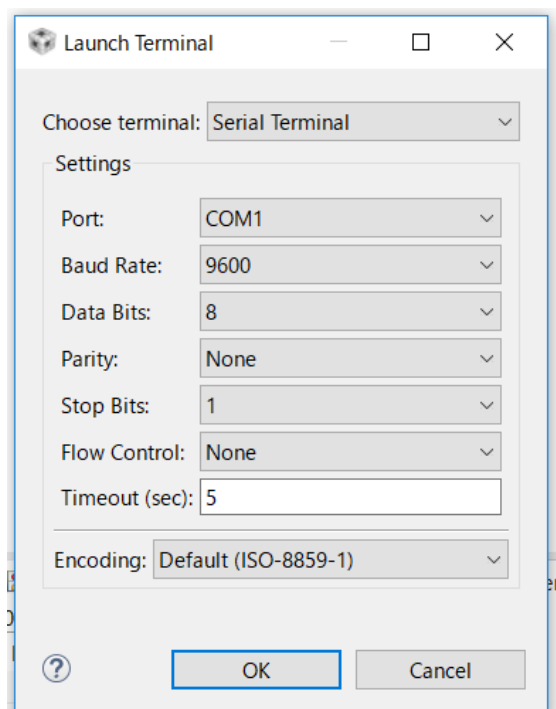 Launch Terminal
Choose terminal: Serial Terminal
Settings
Port: COM1
Baud Rate: 9600
Data Bits: 8
Parity: None
Stop Bits: 1
Flow Control: None
Timeout (sec): 5
Encoding: Default (ISO-8859-1)
? OK Cancel